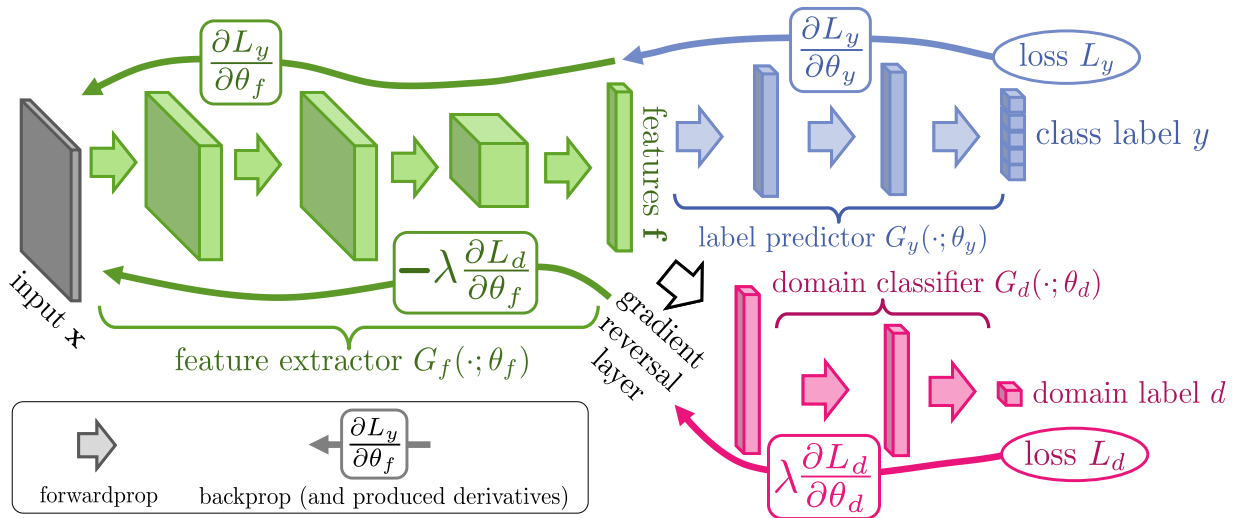 ∂L_y/∂θ_f
∂L_y/∂θ_y
loss L_y
features f
class label y
label predictor G_y(·;θ_y)
input x
−λ ∂L_d/∂θ_f
feature extractor G_f(·;θ_f)
gradient
reversal
layer
domain classifier G_d(·;θ_d)
domain label d
λ ∂L_d/∂θ_d
loss L_d
∂L_y/∂θ_f
forwardprop
backprop (and produced derivatives)